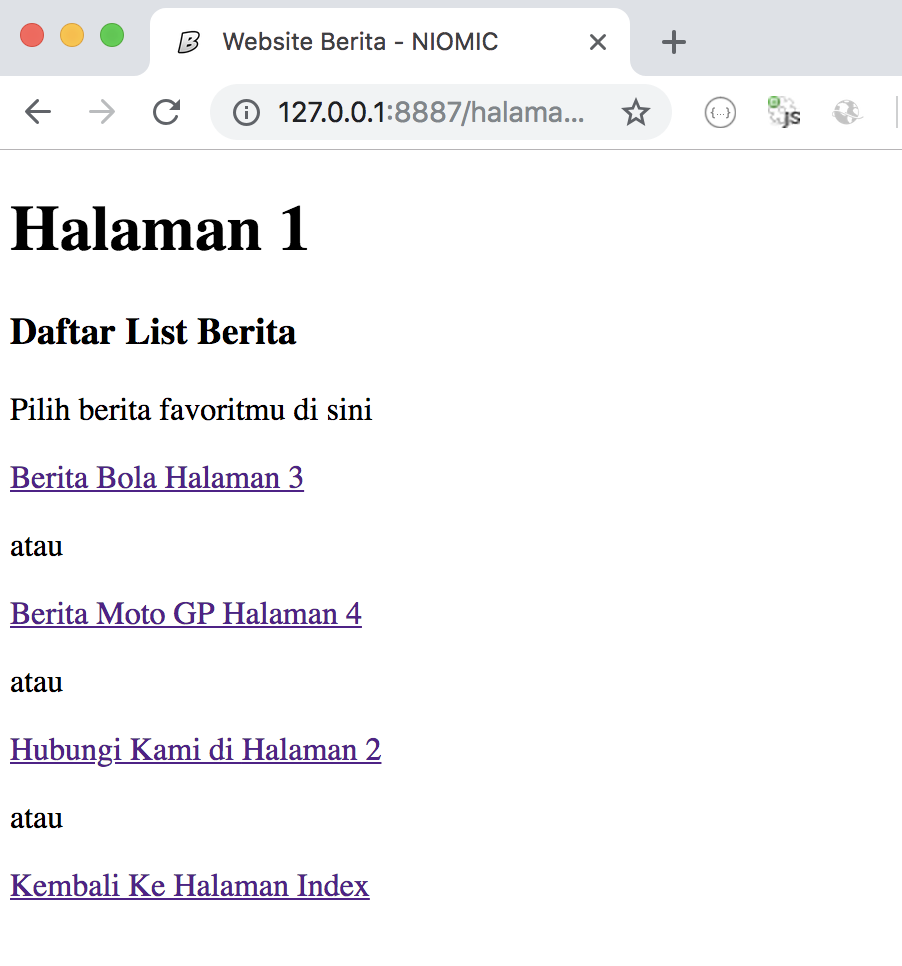 Website Berita - NIOMIC
127.0.0.1:8887/halama...
{...}
JS
Halaman 1
Daftar List Berita
Pilih berita favoritmu di sini
Berita Bola Halaman 3
atau
Berita Moto GP Halaman 4
atau
Hubungi Kami di Halaman 2
atau
Kembali Ke Halaman Index